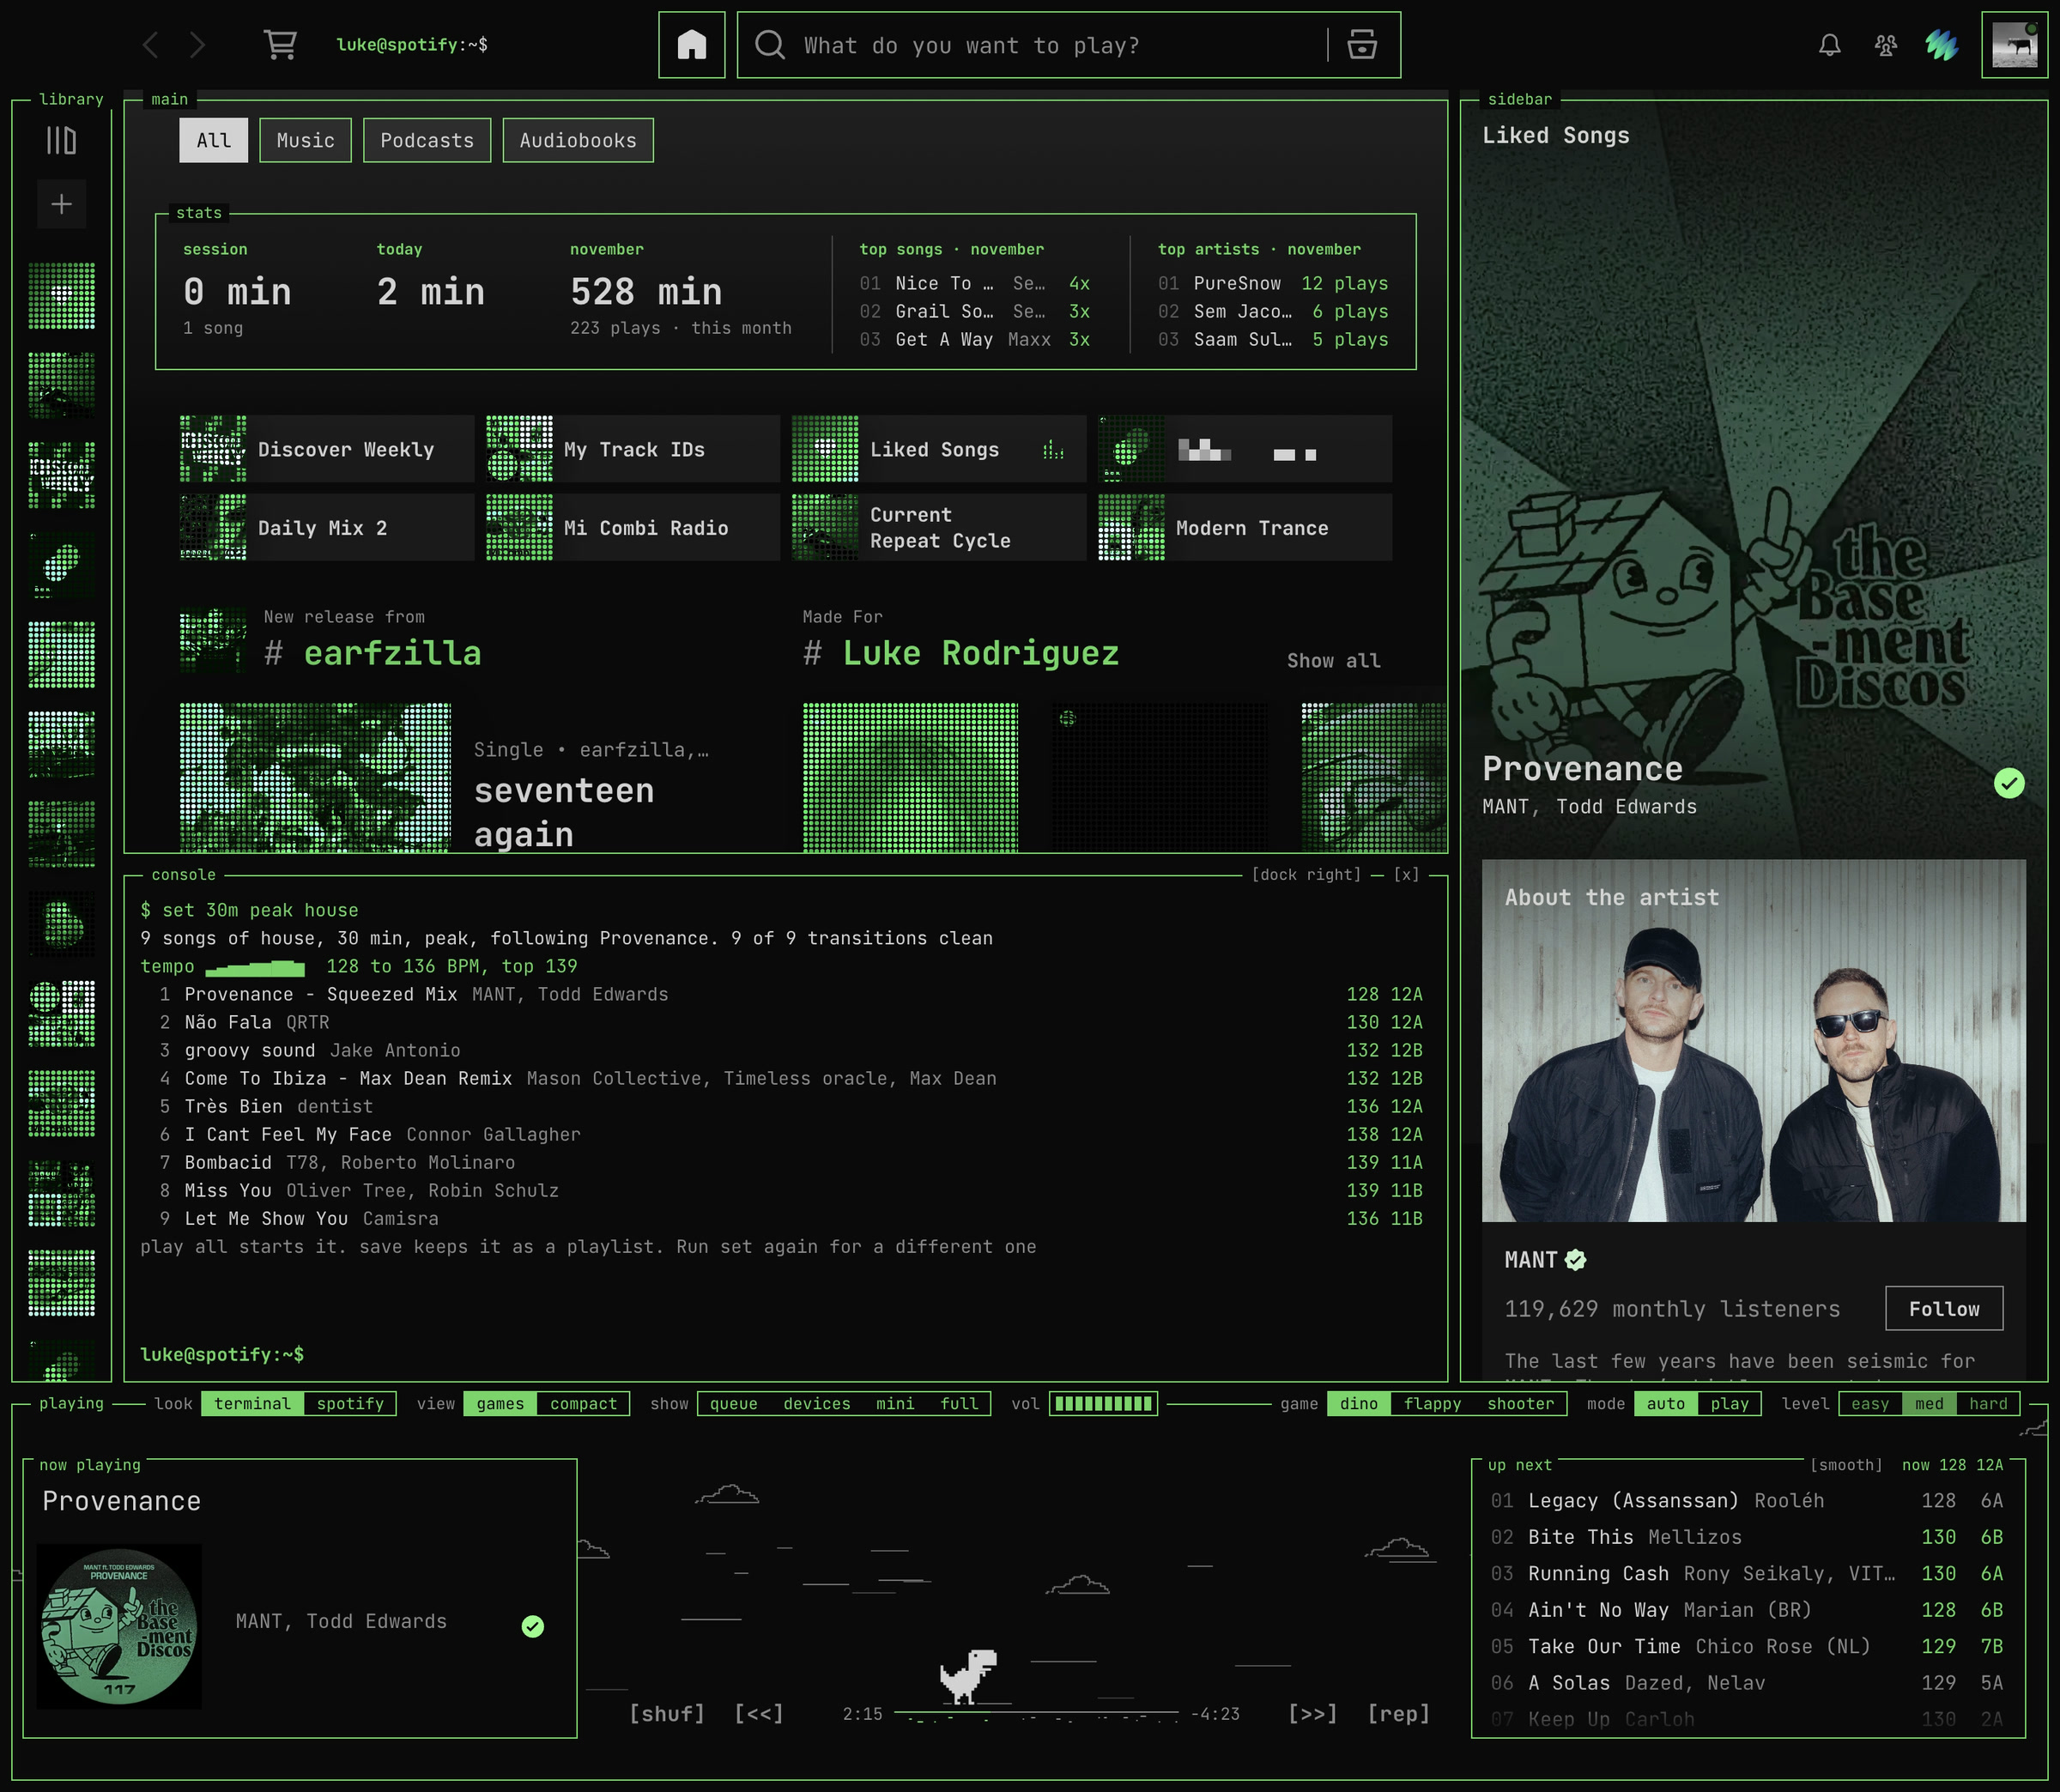 luke@spotify:~$
What do you want to play?
library
main
All Music Podcasts Audiobooks
stats
session
0 min
1 song
today
2 min
november
528 min
223 plays · this month
top songs · november
01 Nice To … Se… 4x
02 Grail So… Se… 3x
03 Get A Way Maxx 3x
top artists · november
01 PureSnow 12 plays
02 Sem Jaco… 6 plays
03 Saam Sul… 5 plays
Discover Weekly
My Track IDs
Liked Songs
Daily Mix 2
Mi Combi Radio
Current
Repeat Cycle
Modern Trance
New release from
# earfzilla
Single • earfzilla,…
seventeen
again
Made For
# Luke Rodriguez
Show all
console
[dock right] [x]
$ set 30m peak house
9 songs of house, 30 min, peak, following Provenance. 9 of 9 transitions clean
tempo 128 to 136 BPM, top 139
1 Provenance - Squeezed Mix MANT, Todd Edwards 128 12A
2 Não Fala QRTR 130 12A
3 groovy sound Jake Antonio 132 12B
4 Come To Ibiza - Max Dean Remix Mason Collective, Timeless oracle, Max Dean 132 12B
5 Très Bien dentist 136 12A
6 I Cant Feel My Face Connor Gallagher 138 12A
7 Bombacid T78, Roberto Molinaro 139 11A
8 Miss You Oliver Tree, Robin Schulz 139 11B
9 Let Me Show You Camisra 136 11B
play all starts it. save keeps it as a playlist. Run set again for a different one
luke@spotify:~$
sidebar
Liked Songs
the
Base
-ment
Discos
Provenance
MANT, Todd Edwards
About the artist
MANT
119,629 monthly listeners
Follow
The last few years have been seismic for
playing
look terminal spotify
view games compact
show queue devices mini full
vol
game dino flappy shooter
mode auto play
level easy med hard
now playing
Provenance
MANT ft. TODD EDWARDS
PROVENANCE
the
Base
-ment
Discos
117
MANT, Todd Edwards
[shuf] [<<] 2:15 -4:23 [>>] [rep]
up next
[smooth] now 128 12A
01 Legacy (Assanssan) Rooléh 128 6A
02 Bite This Mellizos 130 6B
03 Running Cash Rony Seikaly, VIT… 130 6A
04 Ain't No Way Marian (BR) 128 6B
05 Take Our Time Chico Rose (NL) 129 7B
06 A Solas Dazed, Nelav 129 5A
07 Keep Up Carloh 130 2A